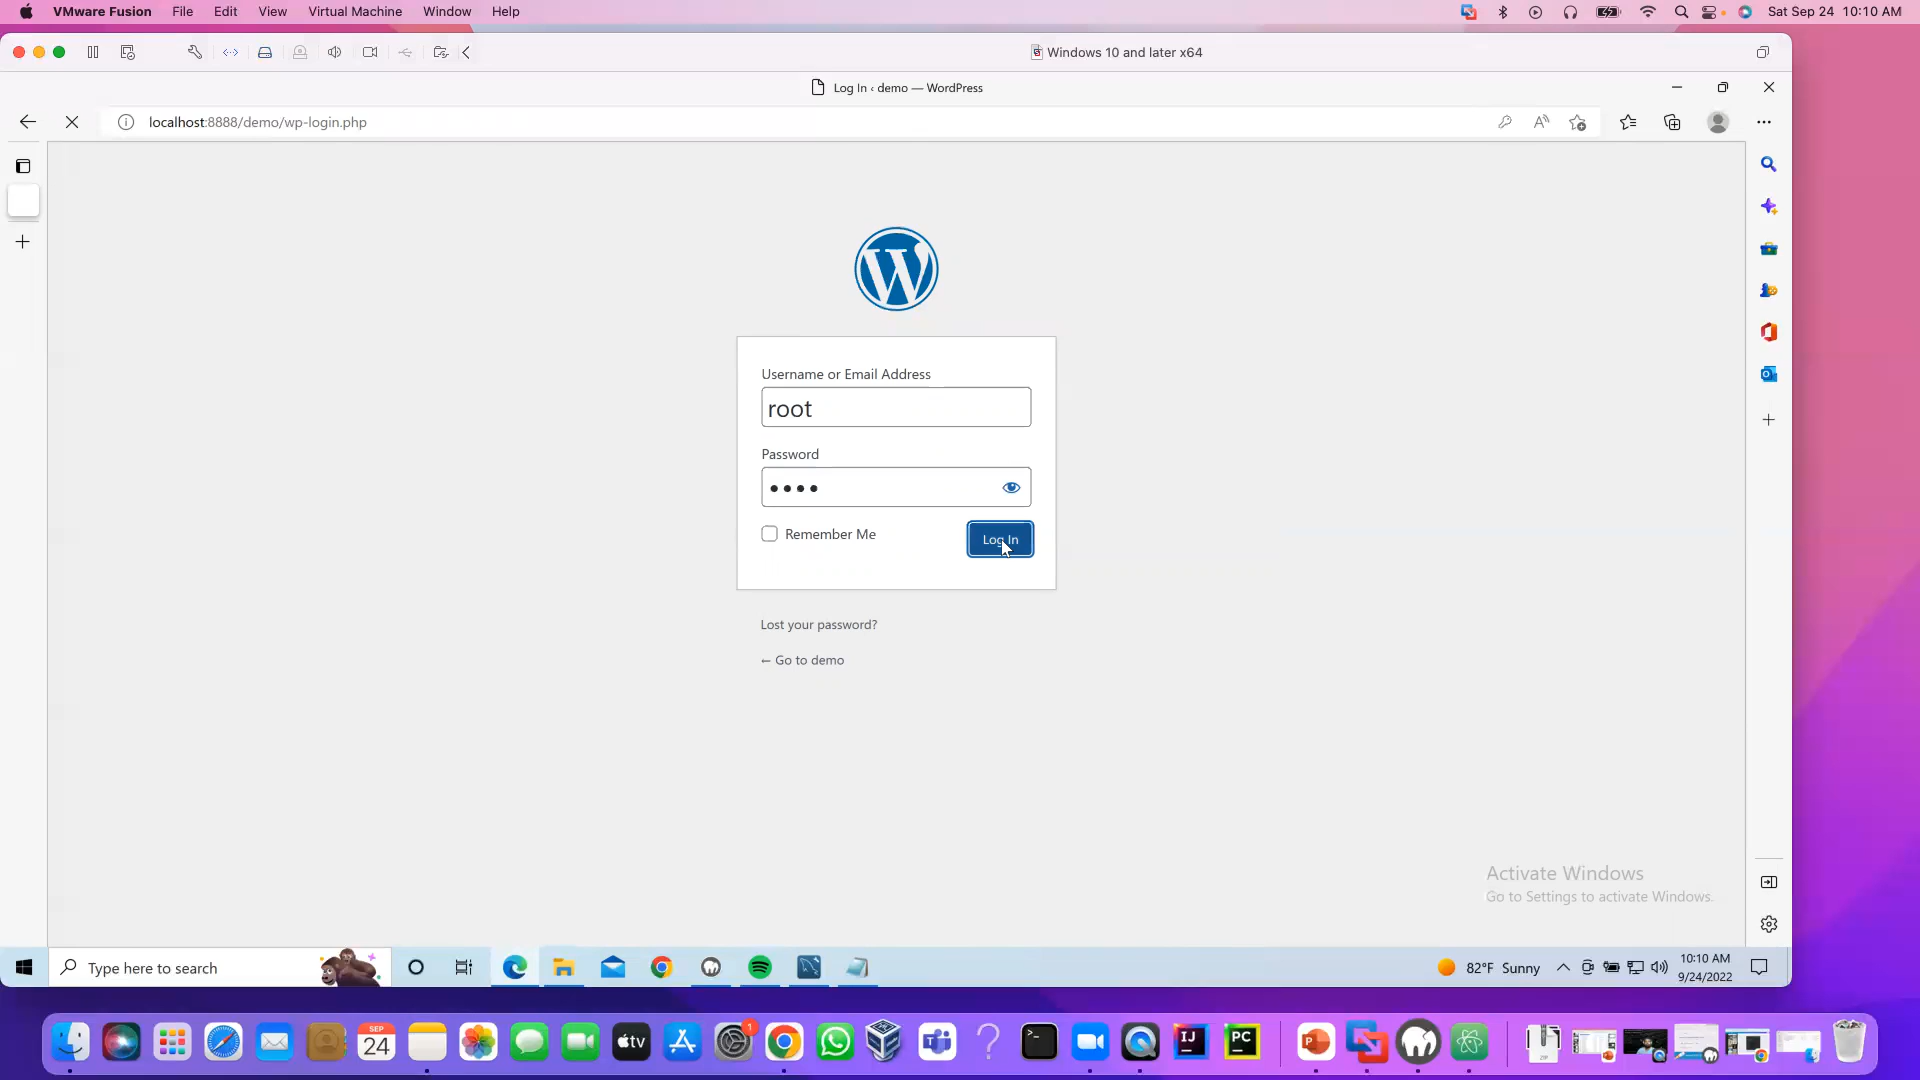 VMware Fusion File Edit View Virtual Machine Window Help
Sat Sep 24 10:10 AM
Windows 10 and later x64
Log In ‹ demo — WordPress
localhost:8888/demo/wp-login.php
Username or Email Address
root
Password
Remember Me
Log In
Lost your password?
← Go to demo
Activate Windows
Go to Settings to activate Windows.
Type here to search
82°F Sunny
10:10 AM
9/24/2022
SEP
24
tv
1
IJ
PC